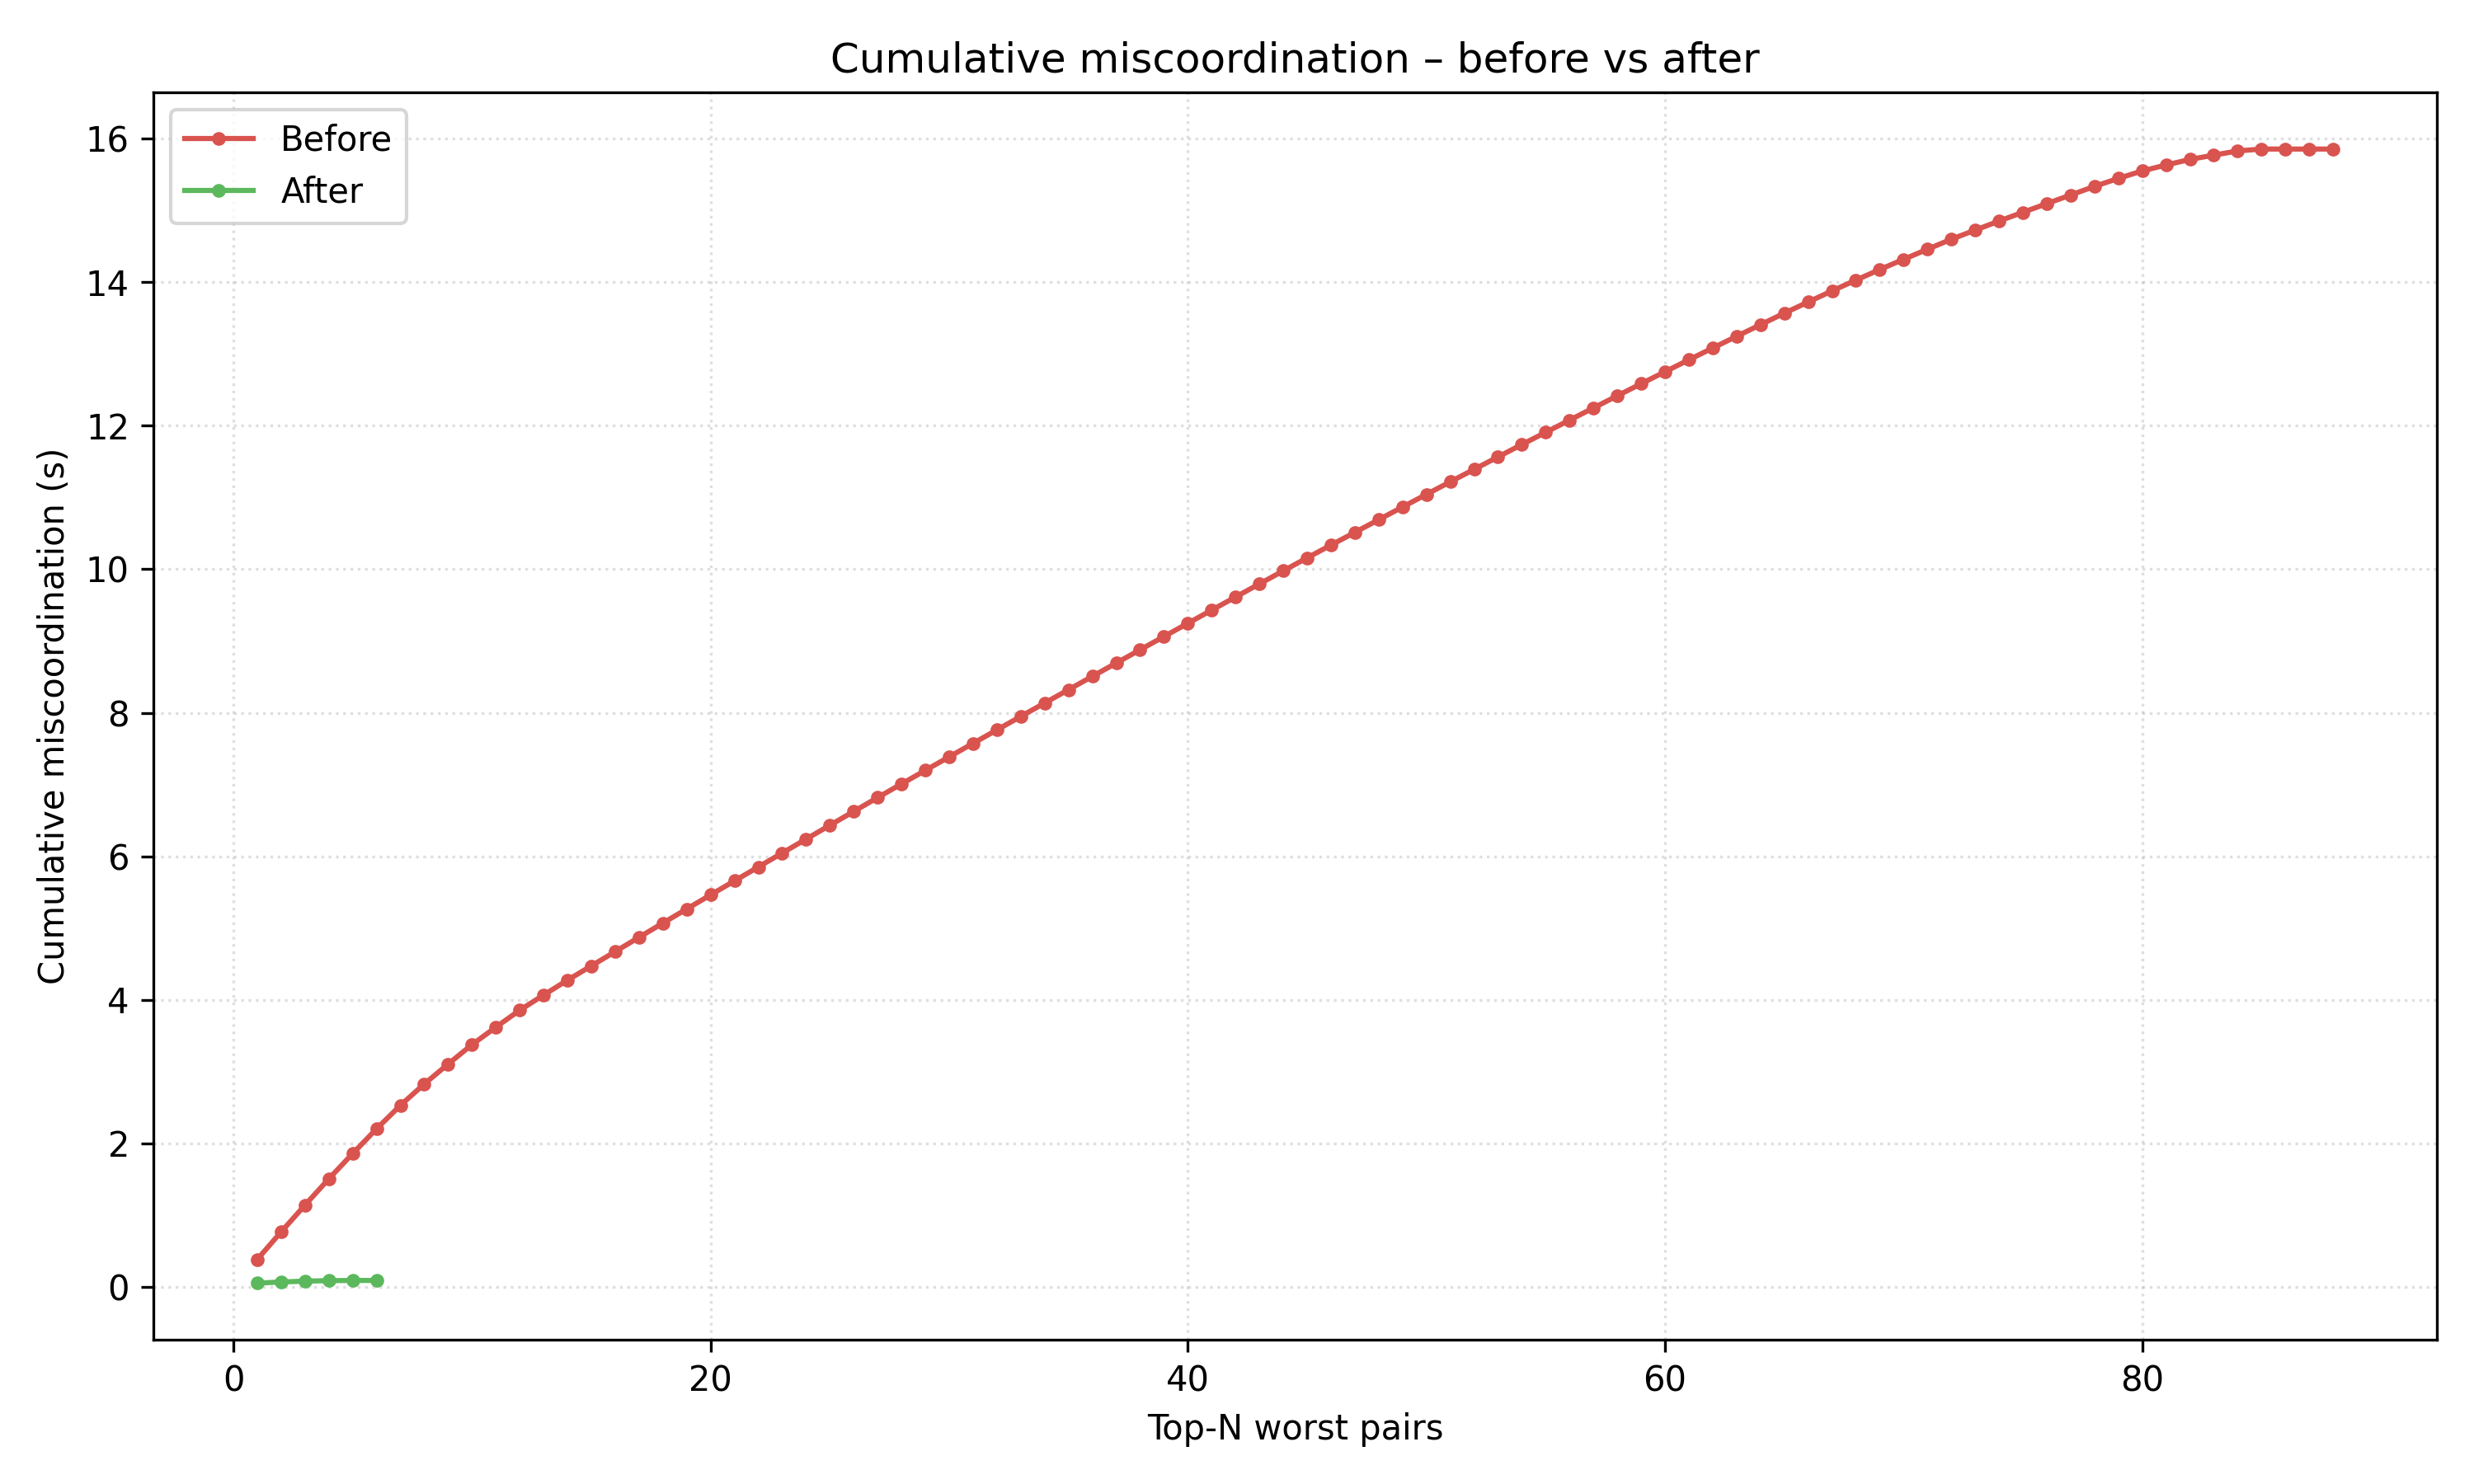 Cumulative miscoordination – before vs after
Before
After
16
14
12
10
8
6
4
2
0
Cumulative miscoordination (s)
0 20 40 60 80
Top-N worst pairs